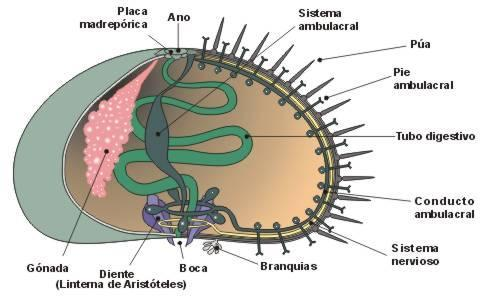 Placa
madrepórica
Ano
Sistema
ambulacral
Púa
Pie
ambulacral
Tubo digestivo
Conducto
ambulacral
Sistema
nervioso
Branquias
Boca
Diente
(Linterna de Aristóteles)
Gónada